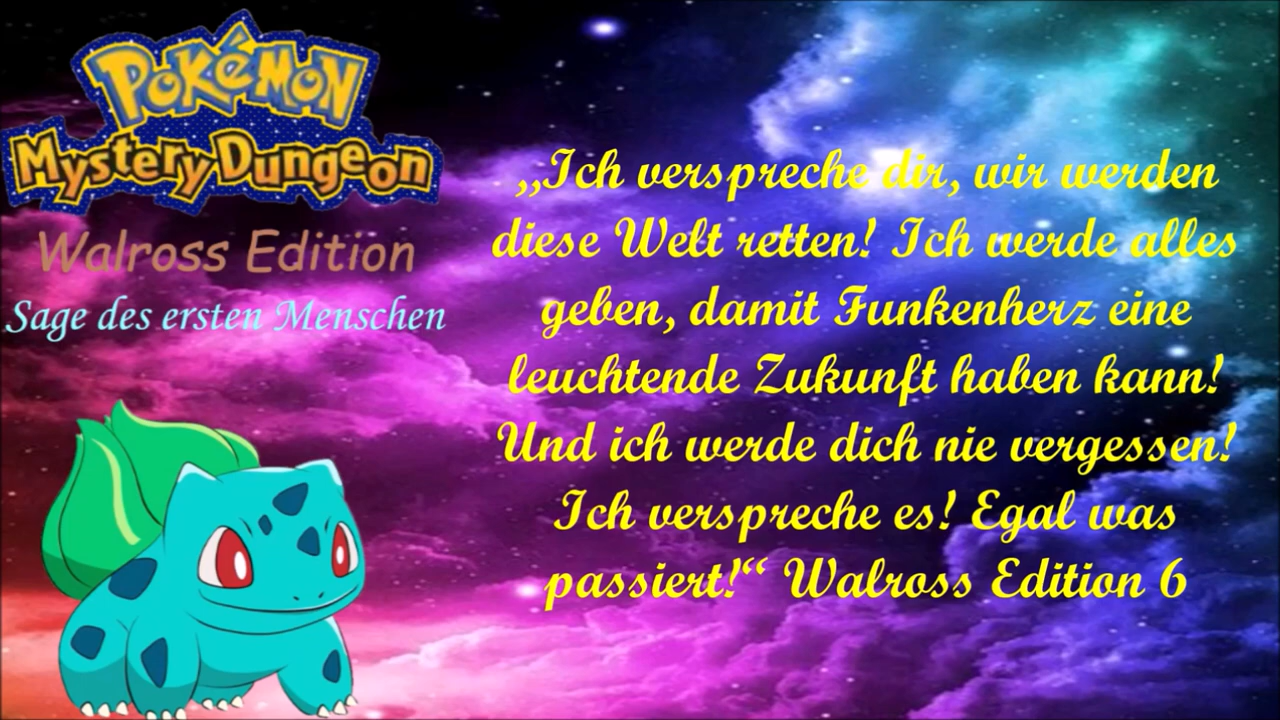 POKéMON
Mystery Dungeon
Walross Edition
Sage des ersten Menschen
„Ich verspreche dir, wir werden
diese Welt retten! Ich werde alles
geben, damit Funkenherz eine
leuchtende Zukunft haben kann!
Und ich werde dich nie vergessen!
Ich verspreche es! Egal was
passiert!“ Walross Edition 6